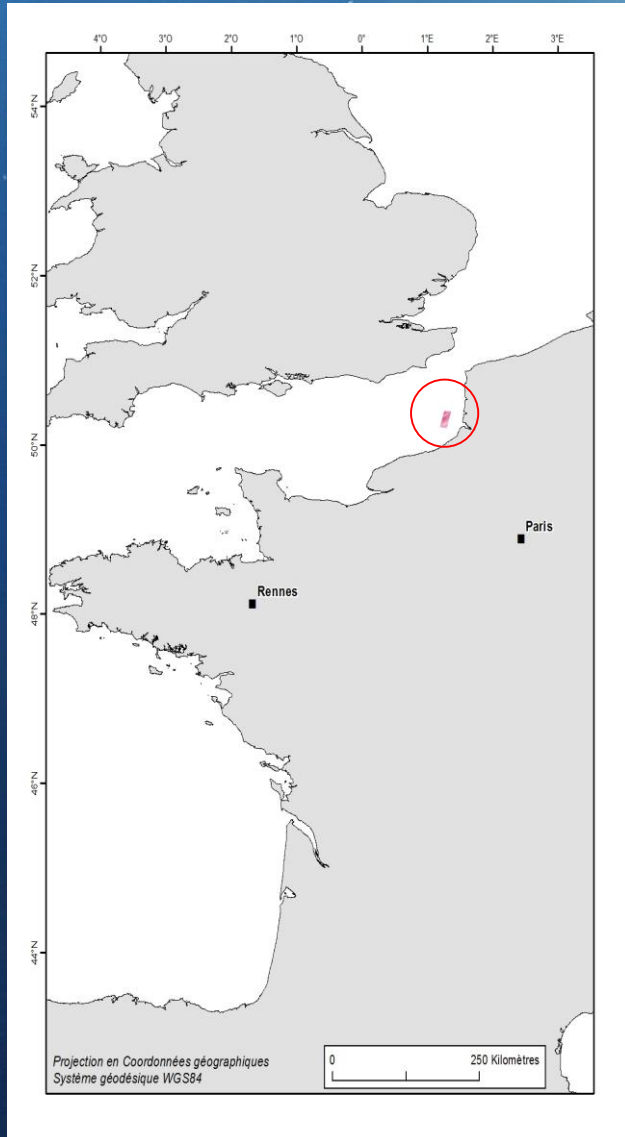 4°O 3°O 2°O 1°O 0° 1°E 2°E 3°E
54°N
52°N
50°N
Paris
Rennes
48°N
46°N
44°N
Projection en Coordonnées géographiques
Système géodésique WGS84
0 250 Kilomètres